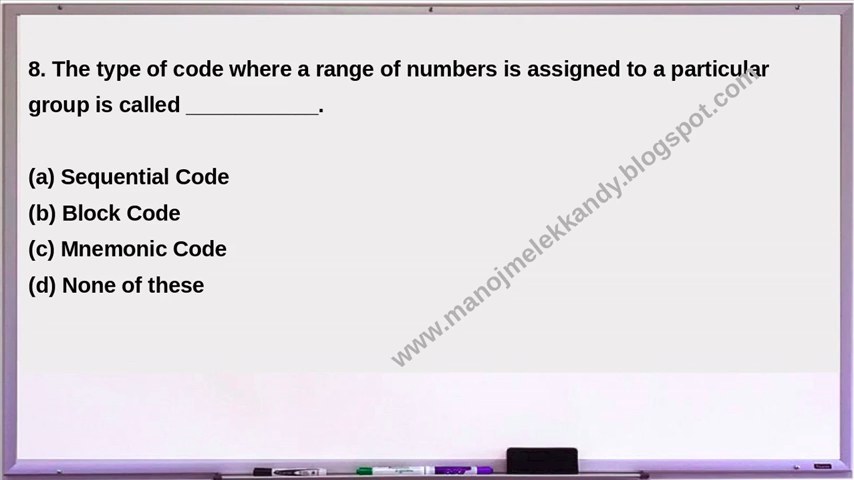 8. The type of code where a range of numbers is assigned to a particular
group is called ___________.
(a) Sequential Code
(b) Block Code
(c) Mnemonic Code
(d) None of these
www.manojmelekkandy.blogspot.com